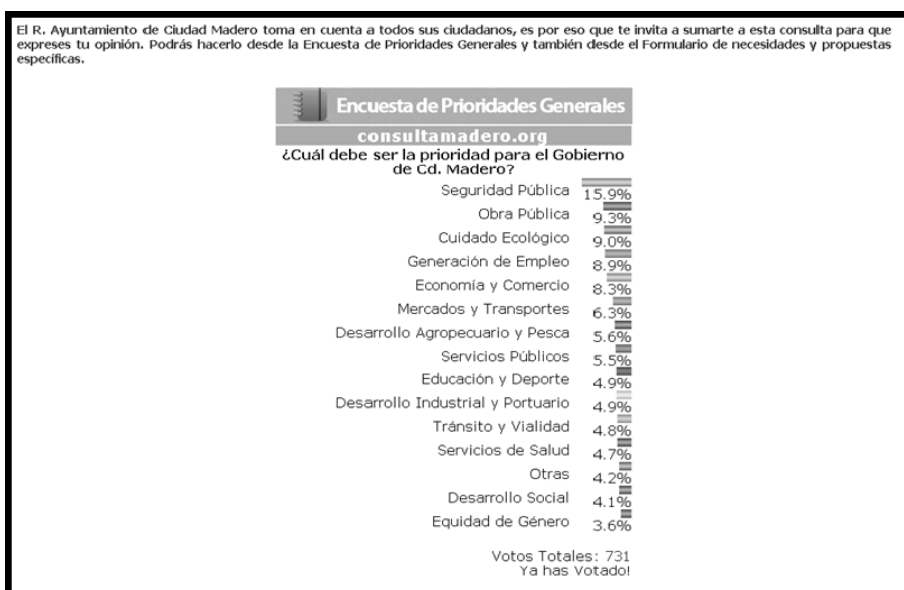 El R. Ayuntamiento de Ciudad Madero toma en cuenta a todos sus ciudadanos, es por eso que te invita a sumarte a esta consulta para que
expreses tu opinión. Podrás hacerlo desde la Encuesta de Prioridades Generales y también desde el Formulario de necesidades y propuestas
específicas.
Encuesta de Prioridades Generales
consultamadero.org
¿Cuál debe ser la prioridad para el Gobierno
de Cd. Madero?
Seguridad Pública 15.9%
Obra Pública 9.3%
Cuidado Ecológico 9.0%
Generación de Empleo 8.9%
Economía y Comercio 8.3%
Mercados y Transportes 6.3%
Desarrollo Agropecuario y Pesca 5.6%
Servicios Públicos 5.5%
Educación y Deporte 4.9%
Desarrollo Industrial y Portuario 4.9%
Tránsito y Vialidad 4.8%
Servicios de Salud 4.7%
Otras 4.2%
Desarrollo Social 4.1%
Equidad de Género 3.6%
Votos Totales: 731
Ya has Votado!